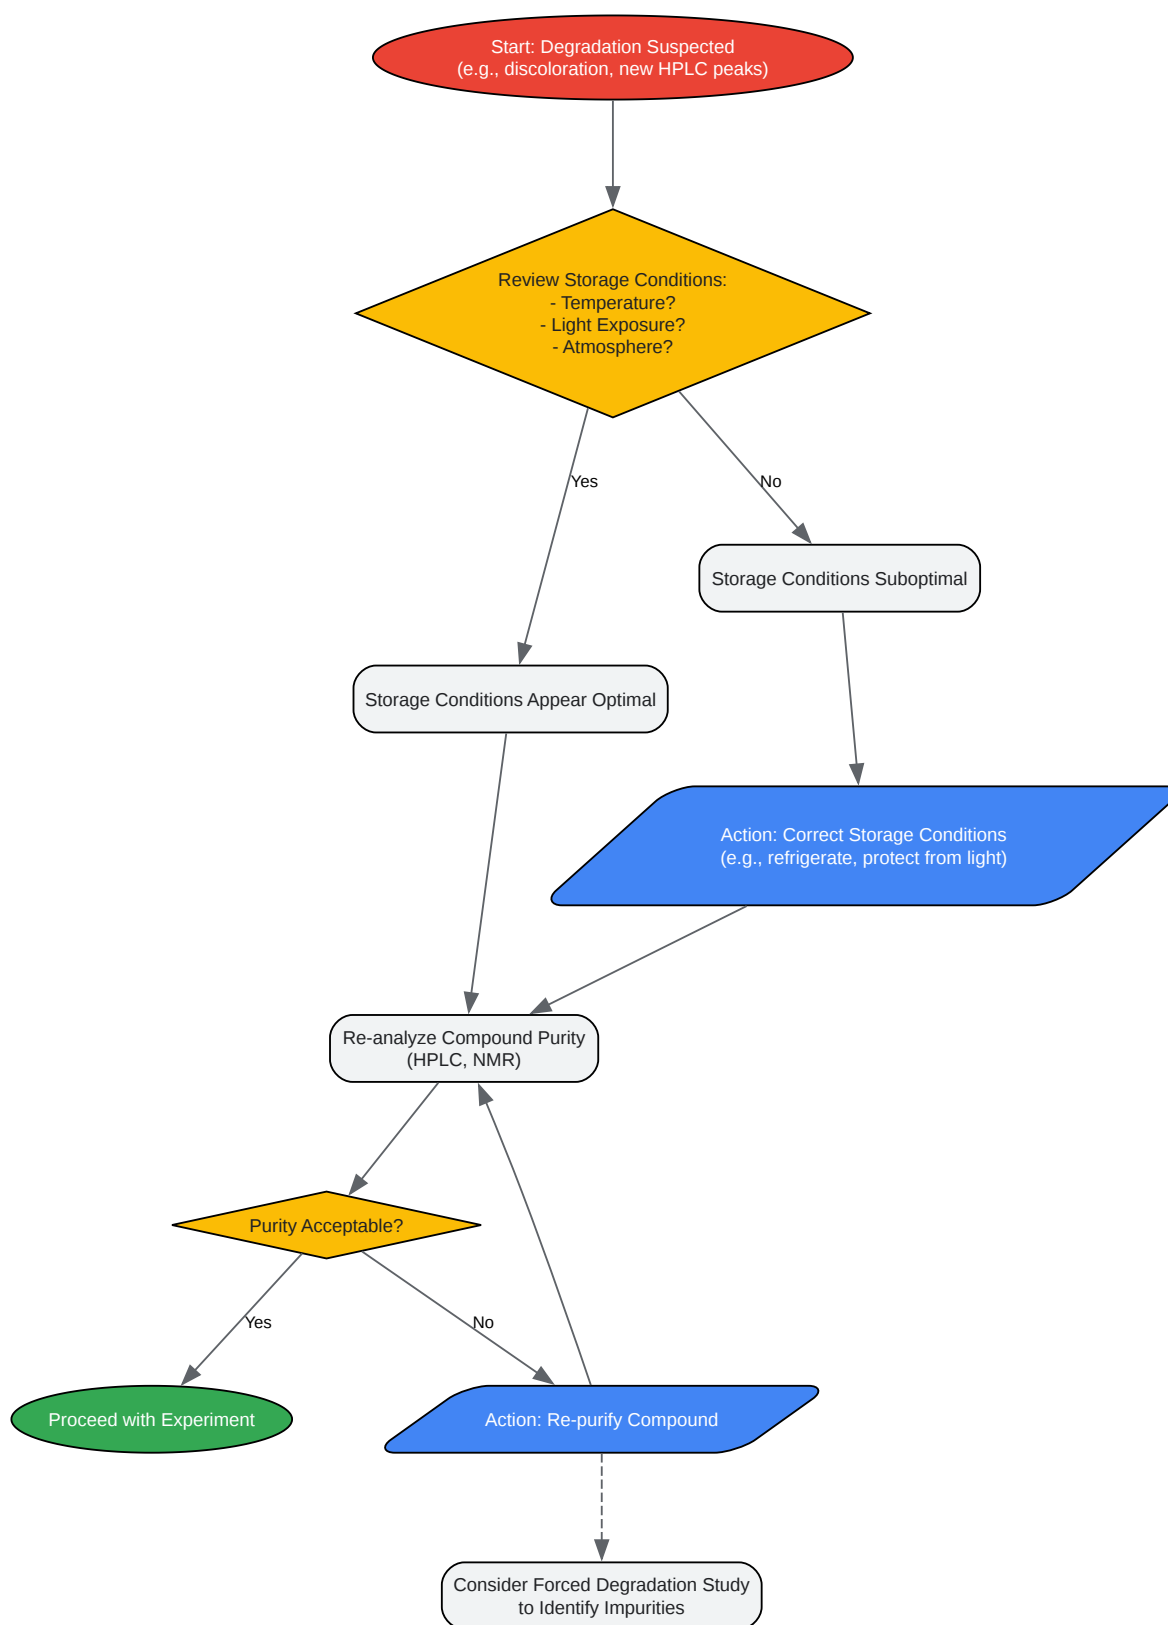 Start: Degradation Suspected
(e.g., discoloration, new HPLC peaks)
Review Storage Conditions:
- Temperature?
- Light Exposure?
- Atmosphere?
Yes
No
Storage Conditions Suboptimal
Storage Conditions Appear Optimal
Action: Correct Storage Conditions
(e.g., refrigerate, protect from light)
Re-analyze Compound Purity
(HPLC, NMR)
Purity Acceptable?
Yes
No
Proceed with Experiment
Action: Re-purify Compound
Consider Forced Degradation Study
to Identify Impurities